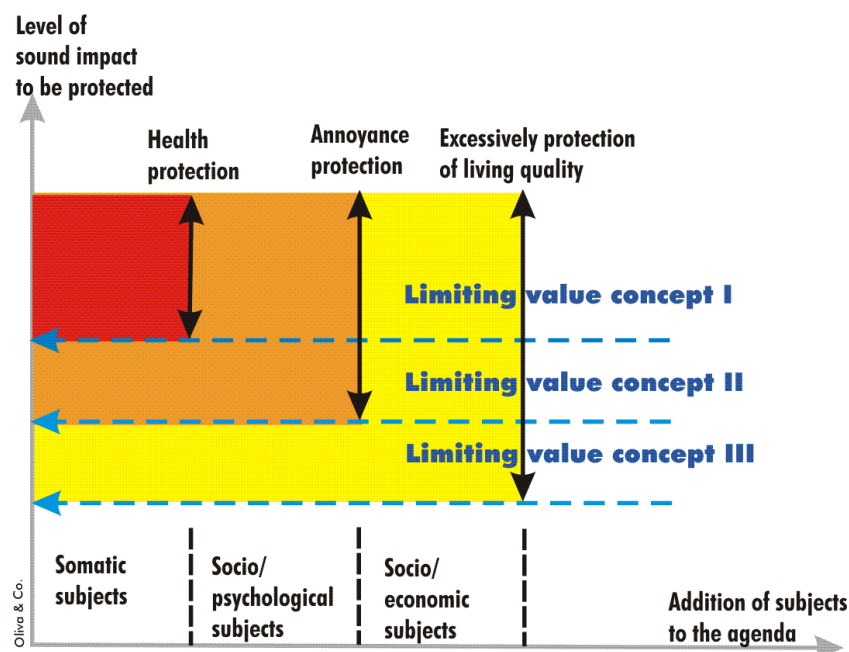 Level of
sound impact
to be protected
Health
protection
Annoyance
protection
Excessively protection
of living quality
Limiting value concept I
Limiting value concept II
Limiting value concept III
Somatic
subjects
Socio/
psychological
subjects
Socio/
economic
subjects
Addition of subjects
to the agenda
Oliva & Co.